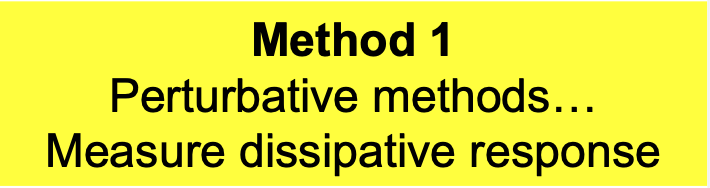 Method 1
Perturbative methods…
Measure dissipative response